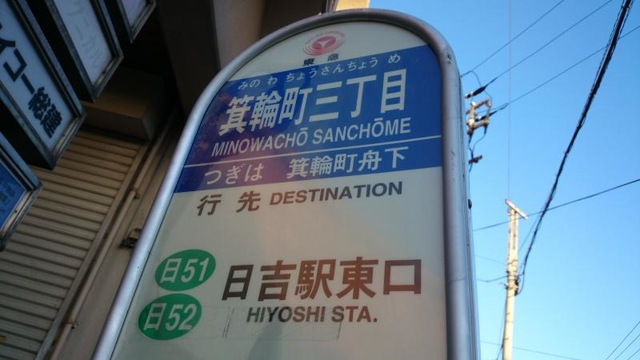 東急
みのわちょうさんちょうめ
箕輪町三丁目
MINOWACHŌ SANCHŌME
つぎは 箕輪町舟下
行先 DESTINATION
日51
日52
日吉駅東口
HIYOSHI STA.